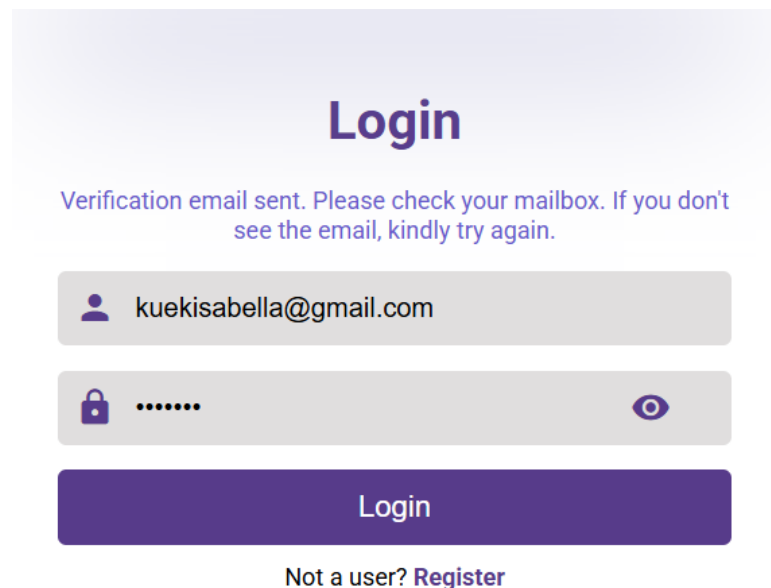 Login
Verification email sent. Please check your mailbox. If you don't
see the email, kindly try again.
kuekisabella@gmail.com
•••••••
Login
Not a user? Register